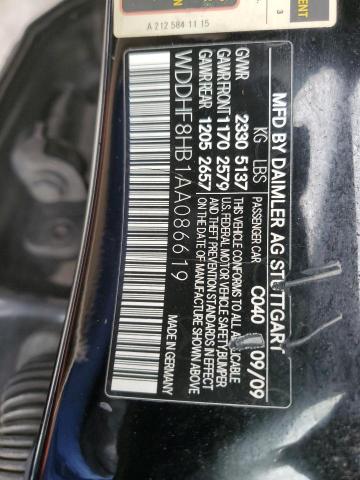 MFD BY DAIMLER AG STUTTGART
MADE IN GERMANY 09/09
KG LBS PASSENGER CAR C040
GVWR 2330 5137
GAWR FRONT 1170 2579
GAWR REAR 1205 2657
THIS VEHICLE CONFORMS TO ALL APPLICABLE
U.S. FEDERAL MOTOR VEHICLE SAFETY/BUMPER
AND THEFT PREVENTION STANDARDS IN EFFECT
ON THE DATE OF MANUFACTURE SHOWN ABOVE
WDDHF8HB1AA086619
A 212 584 11 15
3